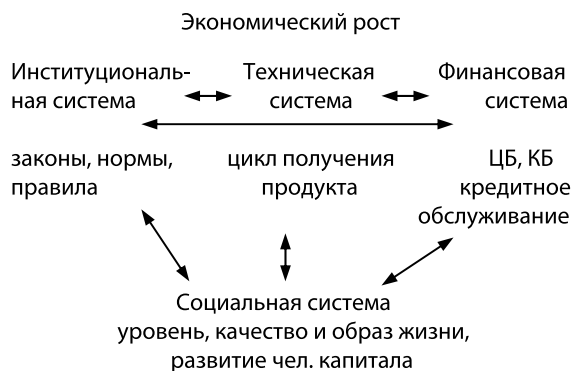 Экономический рост
Институциональ-
ная система
Техническая
система
Финансовая
система
законы, нормы,
правила
цикл получения
продукта
ЦБ, КБ
кредитное
обслуживание
Социальная система
уровень, качество и образ жизни,
развитие чел. капитала